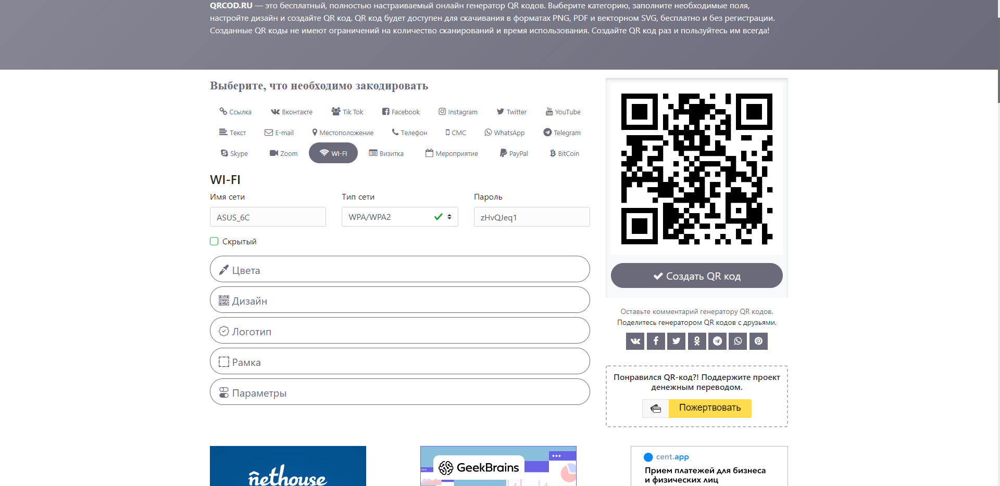 QRCOD.RU — это бесплатный, полностью настраиваемый онлайн генератор QR кодов. Выберите категорию, заполните необходимые поля,
настройте дизайн и создайте QR код. QR код будет доступен для скачивания в форматах PNG, PDF и векторном SVG, бесплатно и без регистрации.
Созданные QR коды не имеют ограничений на количество сканирований и время использования. Создайте QR код раз и пользуйтесь им всегда!
Выберите, что необходимо закодировать
Ссылка Вконтакте Tik Tok Facebook Instagram Twitter YouTube
Текст E-mail Местоположение Телефон СМС WhatsApp Telegram
Skype Zoom WI-FI Визитка Мероприятие PayPal BitCoin
WI-FI
Имя сети Тип сети Пароль
ASUS_6C WPA/WPA2 zHvQJeq1
Скрытый
Цвета
Дизайн
Логотип
Рамка
Параметры
Создать QR код
Оставьте комментарий генератору QR кодов.
Поделитесь генератором QR кодов с друзьями.
Понравился QR-код?! Поддержите проект
денежным переводом.
Пожертвовать
nethouse
GeekBrains
cent.app
Прием платежей для бизнеса
и физических лиц